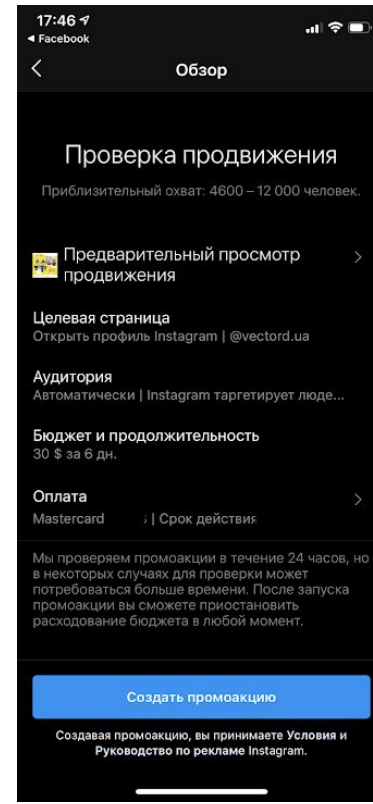 17:46
◀ Facebook
Обзор
Проверка продвижения
Приблизительный охват: 4600 – 12 000 человек.
Предварительный просмотр
продвижения
Целевая страница
Открыть профиль Instagram | @vectord.ua
Аудитория
Автоматически | Instagram таргетирует люде...
Бюджет и продолжительность
30 $ за 6 дн.
Оплата
Mastercard | Срок действия
Мы проверяем промоакции в течение 24 часов, но
в некоторых случаях для проверки может
потребоваться больше времени. После запуска
промоакции вы сможете приостановить
расходование бюджета в любой момент.
Создать промоакцию
Создавая промоакцию, вы принимаете Условия и
Руководство по рекламе Instagram.